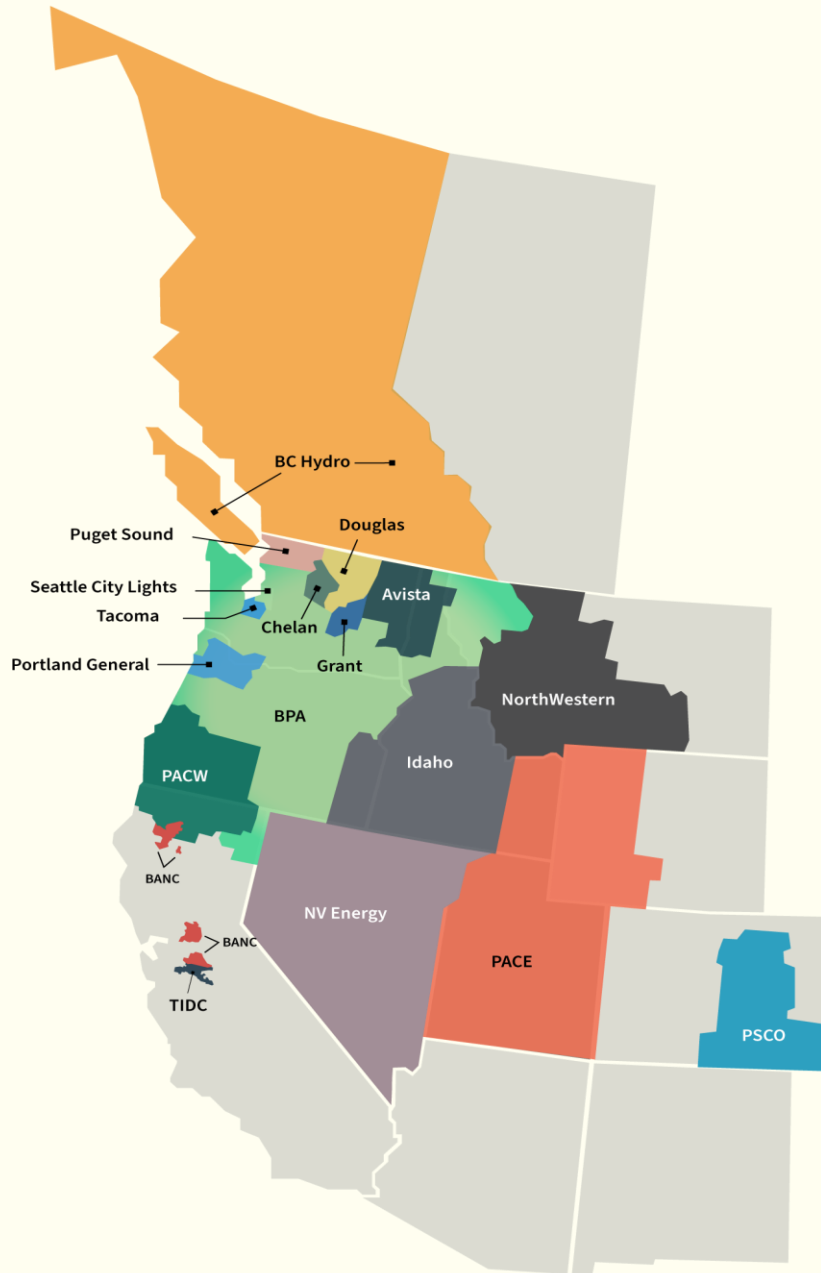 BC Hydro
Douglas
Puget Sound
Seattle City Lights
Avista
Tacoma
Chelan
Portland General
Grant
NorthWestern
BPA
Idaho
PACW
BANC
NV Energy
BANC
PACE
TIDC
PSCO